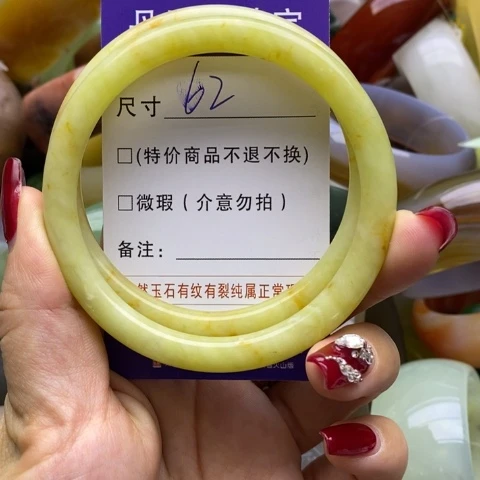 尺寸 62
□(特价商品不退不换)
□微瑕(介意勿拍)
备注:
然玉石有纹有裂纯属正常